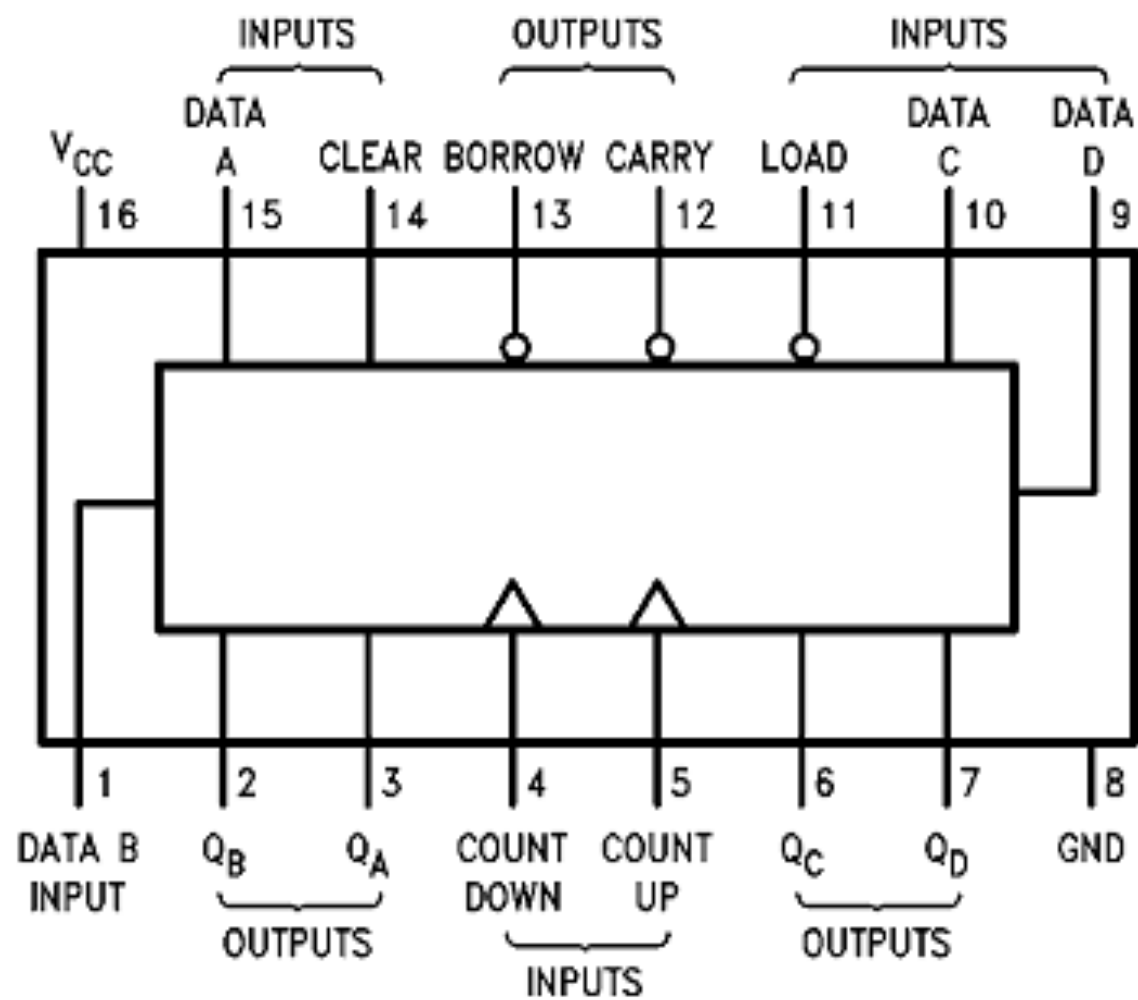 INPUTS OUTPUTS INPUTS
DATA DATA DATA
VCC A CLEAR BORROW CARRY LOAD C D
16 15 14 13 12 11 10 9
1 2 3 4 5 6 7 8
DATA B QB QA COUNT COUNT QC QD GND
INPUT DOWN UP
OUTPUTS OUTPUTS
INPUTS